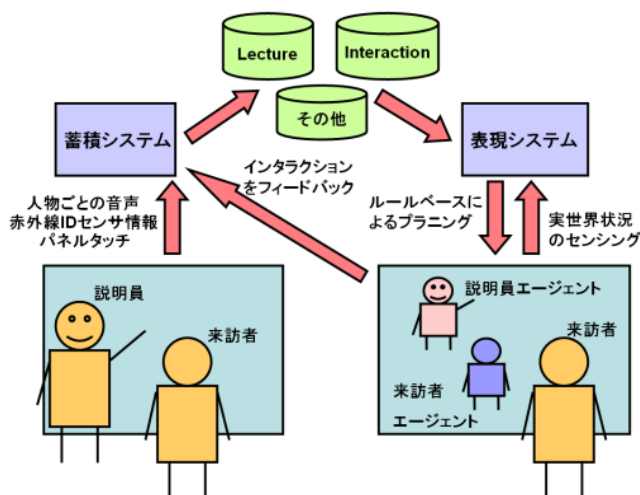 Lecture
Interaction
その他
蓄積システム
表現システム
インタラクション
をフィードバック
人物ごとの音声
赤外線IDセンサ情報
パネルタッチ
ルールベースに
よるプラニング
実世界状況
のセンシング
説明員
来訪者
説明員エージェント
来訪者
来訪者
エージェント